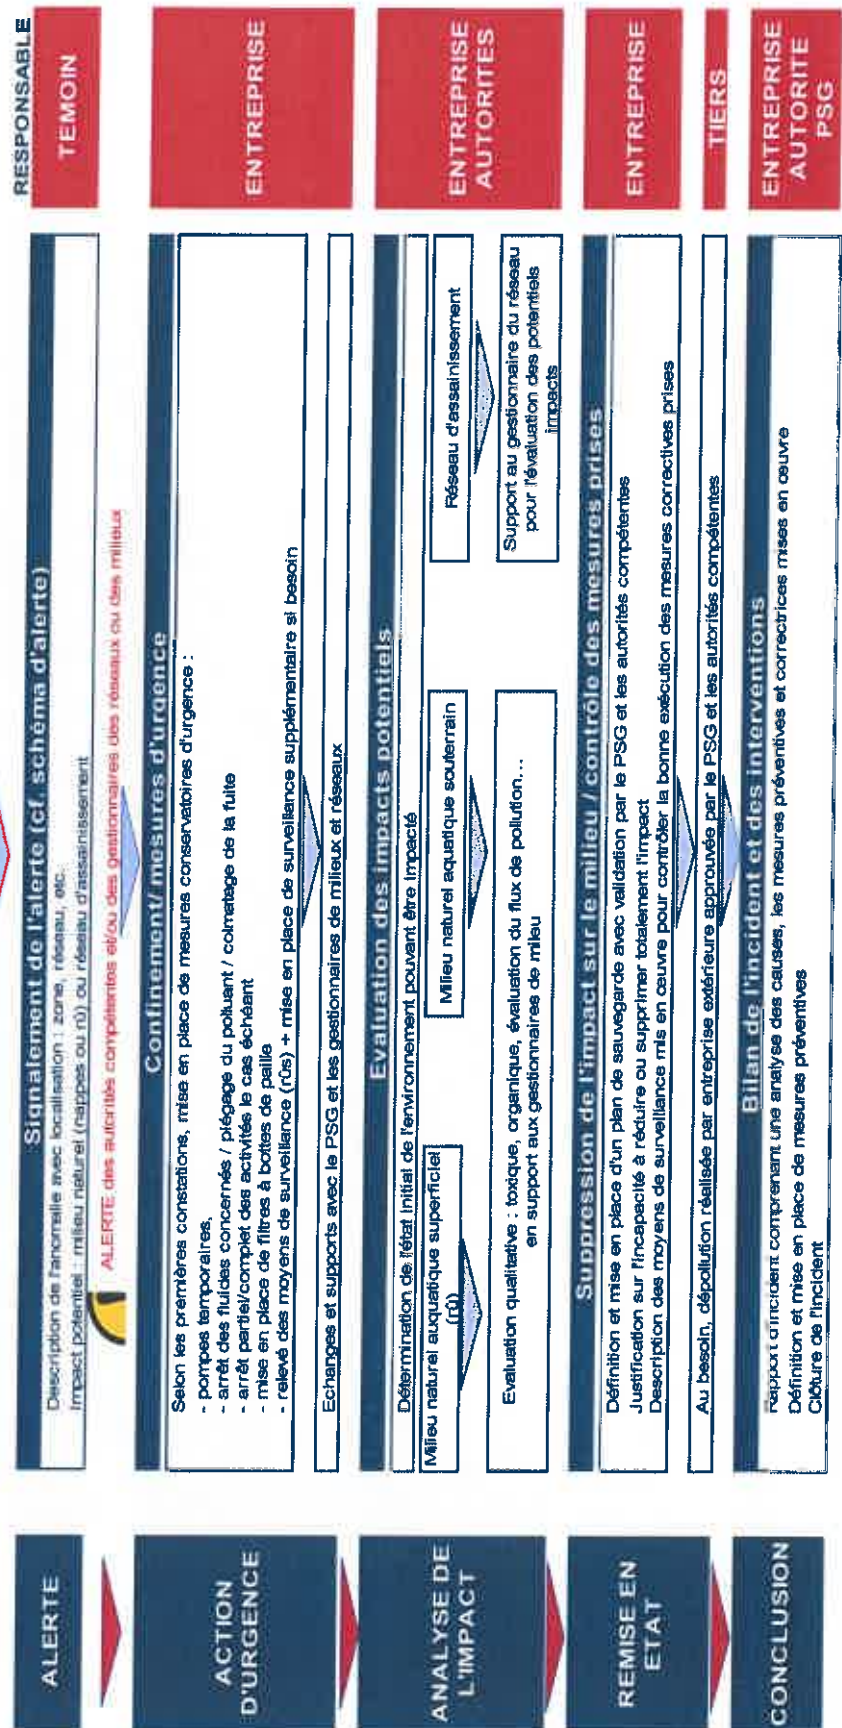 RESPONSABLE
ALERTE
Signalement de l'alerte (cf. schéma d'alerte)
Description de l'anomalie avec localisation : zone, réseau, etc.
Impact potentiel : milieu naturel (nappes ou rû) ou réseau d'assainissement
TEMOIN
ALERTE des autorités compétentes et/ou des gestionnaires des réseaux ou des milieux
ACTION
D'URGENCE
Confinement/ mesures d'urgence
Selon les premières constations, mise en place de mesures conservatoires d'urgence :
- pompes temporaires,
- arrêt des fluides concernés / piégage du polluant / colmatage de la fuite
- arrêt partiel/complet des activités le cas échéant
- mise en place de filtres à bottes de paille
- relevé des moyens de surveillance (rûs) + mise en place de surveillance supplémentaire si besoin
Echanges et supports avec le PSG et les gestionnaires de milieux et réseaux
ENTREPRISE
ANALYSE DE
L'IMPACT
Evaluation des impacts potentiels
Détermination de l'état initial de l'environnement pouvant être impacté
Milieu naturel auquatique superficiel
(rû)
Milieu naturel aquatique souterrain
Réseau d'assainissement
Evaluation qualitative : toxique, organique, évaluation du flux de pollution...
en support aux gestionnaires de milieu
Support au gestionnaire du réseau
pour l'évaluation des potentiels
impacts
ENTREPRISE
AUTORITES
REMISE EN
ETAT
Suppression de l'impact sur le milieu / contrôle des mesures prises
Définition et mise en place d'un plan de sauvegarde avec validation par le PSG et les autorités compétentes
Justification sur l'incapacité à réduire ou supprimer totalement l'impact
Description des moyens de surveillance mis en œuvre pour contrôler la bonne exécution des mesures correctives prises
ENTREPRISE
Au besoin, dépollution réalisée par entreprise extérieure approuvée par le PSG et les autorités compétentes
TIERS
CONCLUSION
Bilan de l'incident et des interventions
Rapport d'incident comprenant une analyse des causes, les mesures préventives et correctrices mises en œuvre
Définition et mise en place de mesures préventives
Clôture de l'incident
ENTREPRISE
AUTORITE
PSG